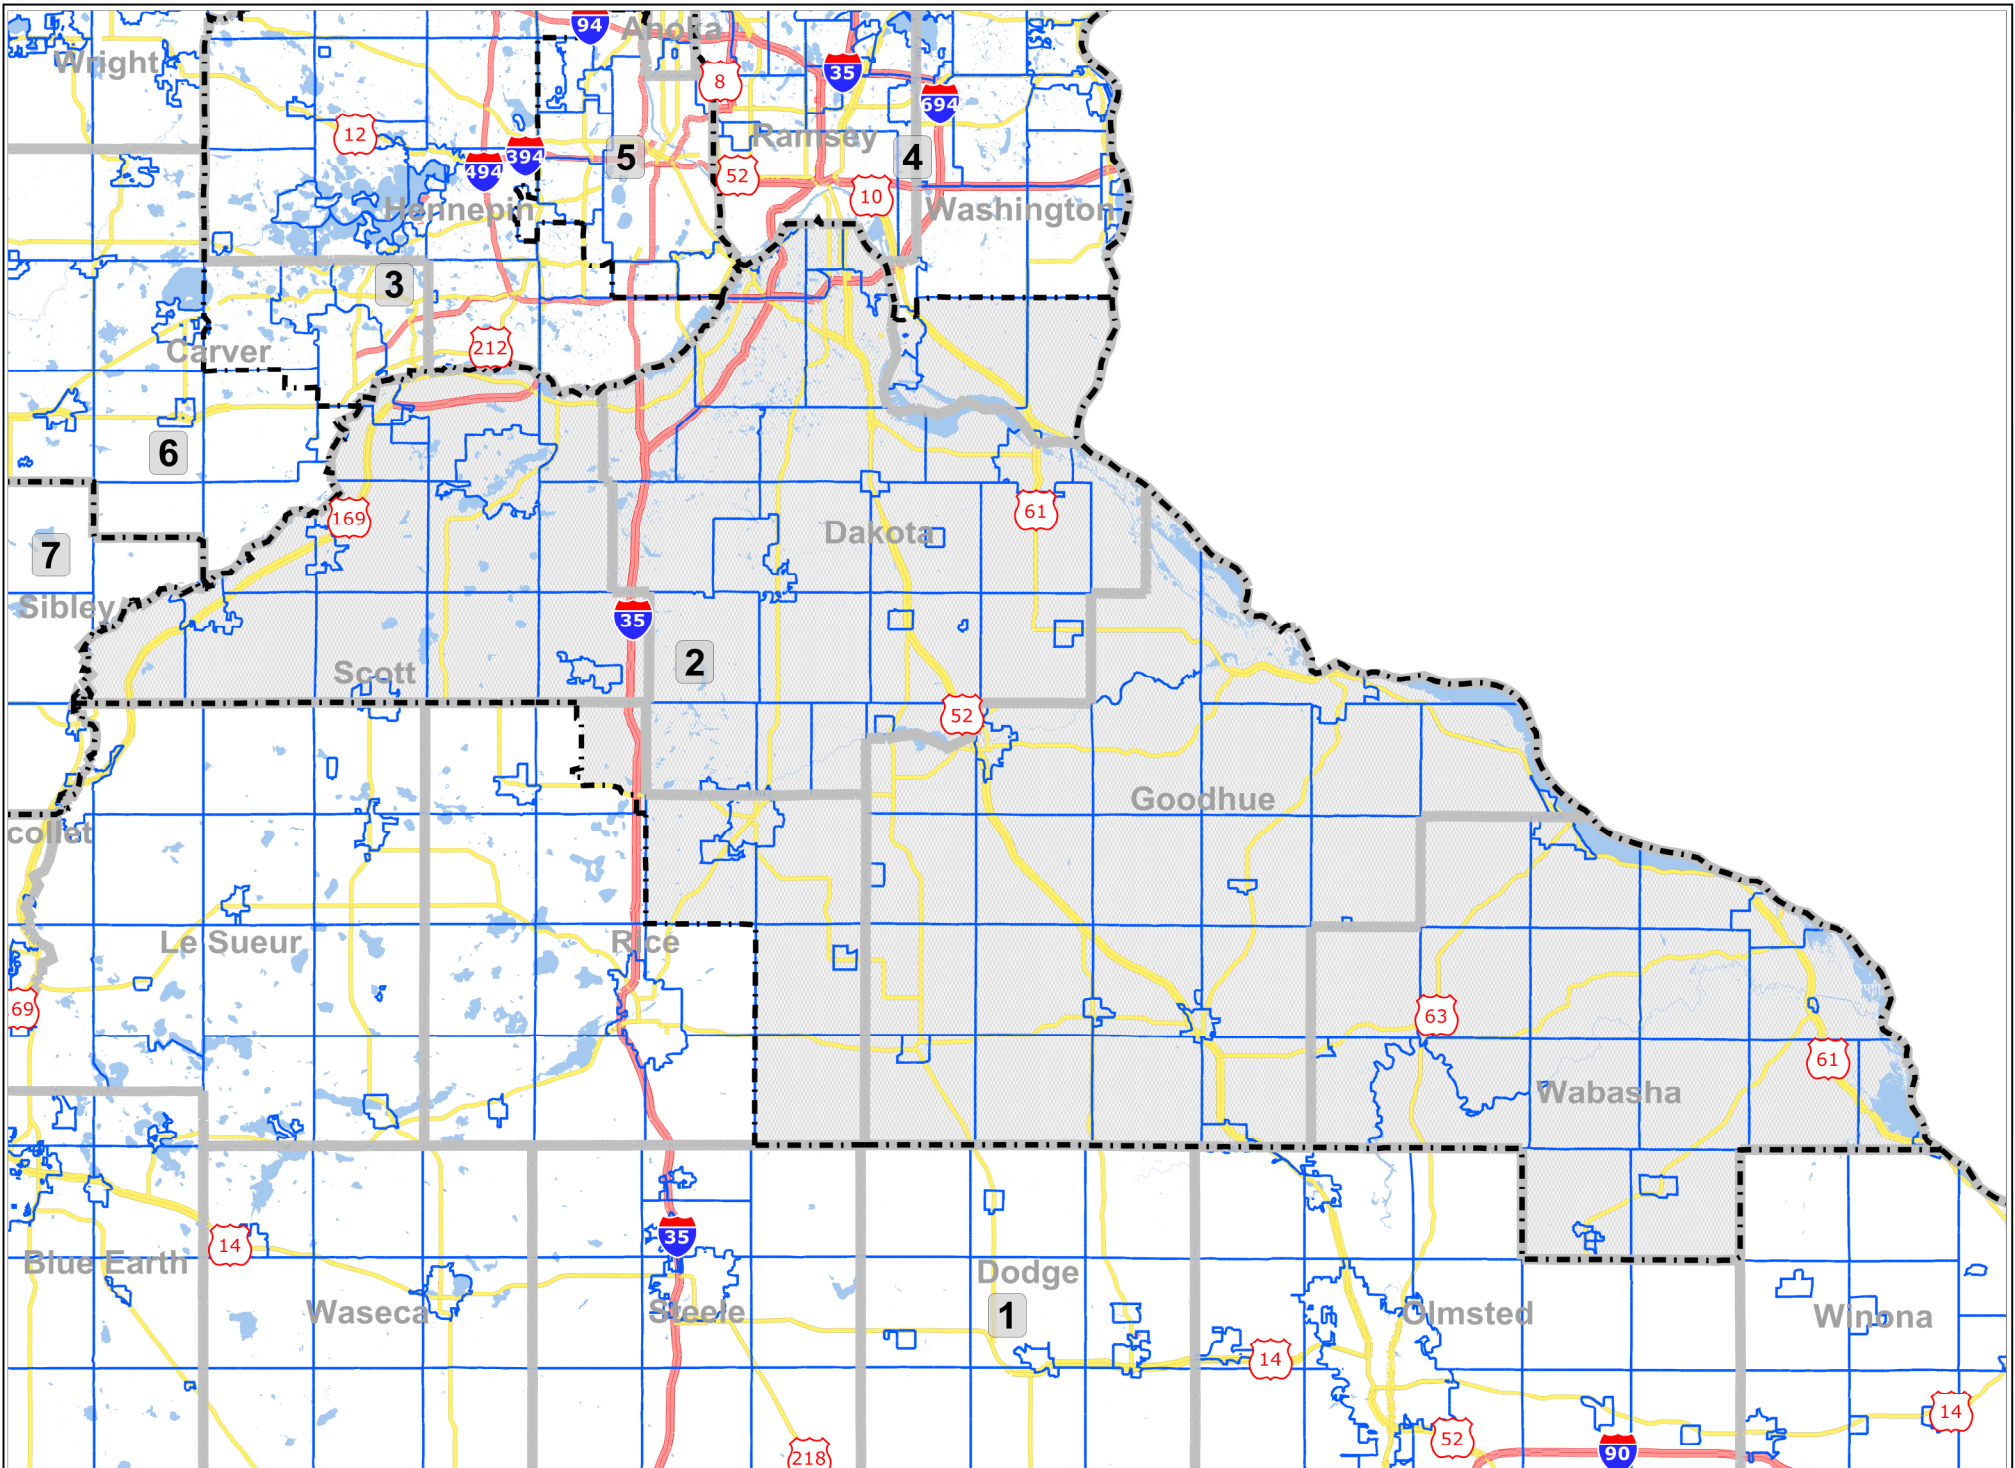 94
Anoka
Wright
35
8
694
12
Ramsey
5
4
394
494
52
10
Hennepin
Washington
3
212
Carver
6
169
61
Dakota
7
Sibley
35
2
Scott
52
Goodhue
collet
Le Sueur
Rice
69
63
61
Wabasha
35
14
Blue Earth
Dodge
Waseca
Steele
1
Olmsted
Winona
14
14
52
90
218